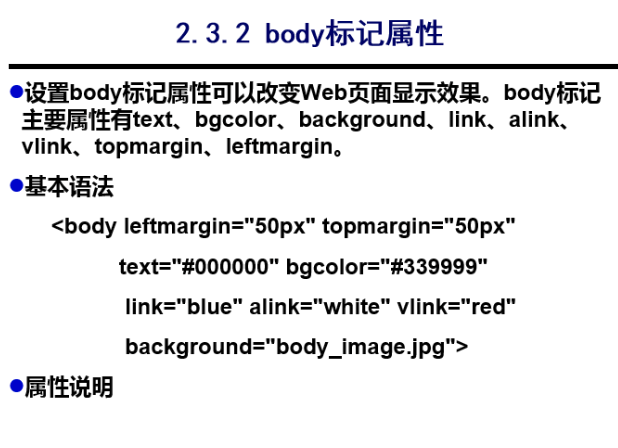 2.3.2 body标记属性
●设置body标记属性可以改变Web页面显示效果。body标记
主要属性有text、bgcolor、background、link、alink、
vlink、topmargin、leftmargin。
●基本语法
<body leftmargin="50px" topmargin="50px"
text="#000000" bgcolor="#339999"
link="blue" alink="white" vlink="red"
background="body_image.jpg">
●属性说明